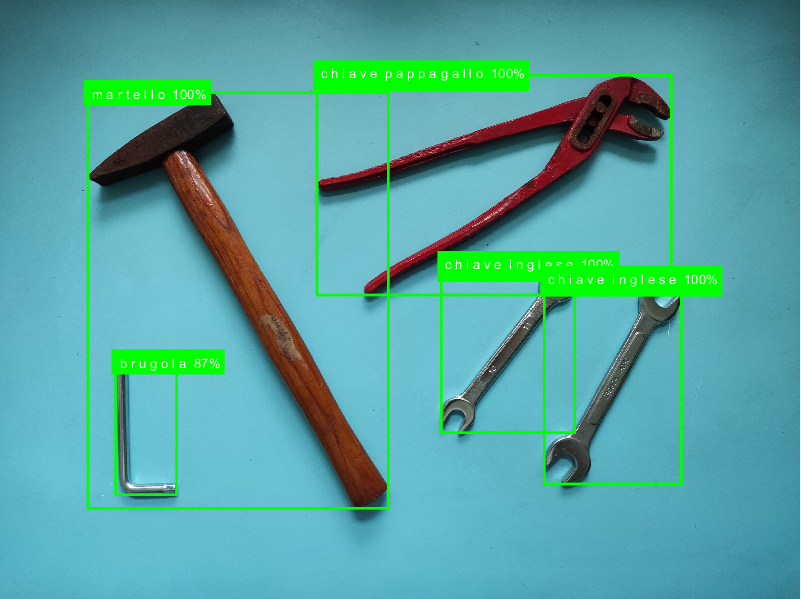 chiave pappagallo 100%
martello 100%
chiave inglese 100%
chiave inglese 100%
brugola 87%